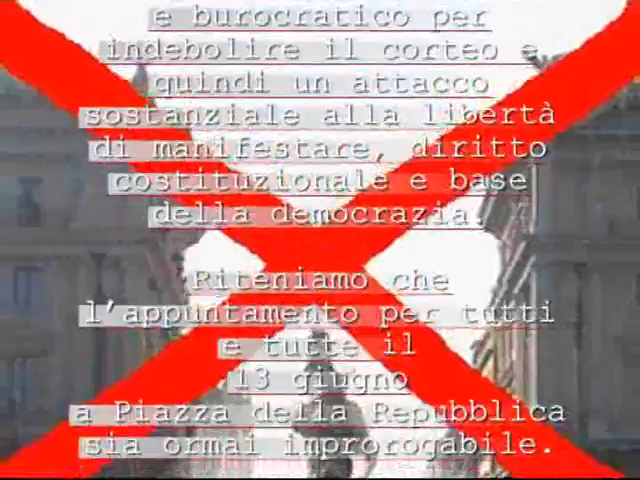 e burocratico per
indebolire il corteo e
quindi un attacco
sostanziale alla libertà
di manifestare, diritto
costituzionale e base
della democrazia.
Riteniamo che
l'appuntamento per tutti
e tutte il
13 giugno
a Piazza della Repubblica
sia ormai improrogabile.